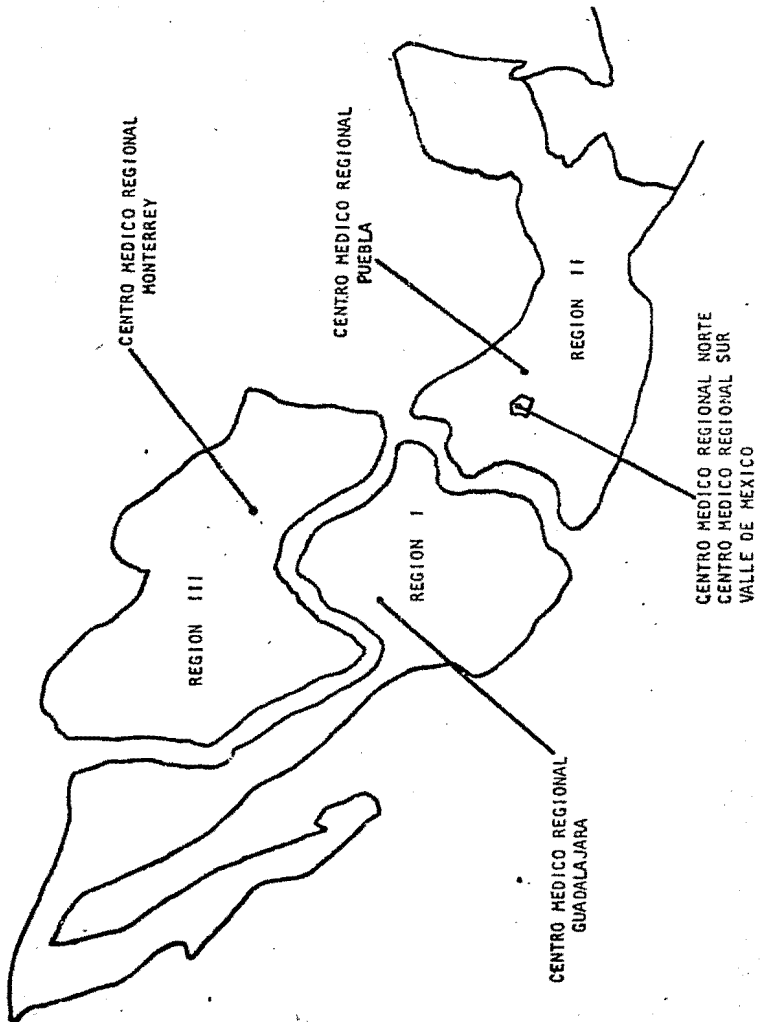 CENTRO MEDICO REGIONAL
MONTERREY
REGION III
CENTRO MEDICO REGIONAL
PUEBLA
REGION I
REGION II
CENTRO MEDICO REGIONAL
GUADALAJARA
CENTRO MEDICO REGIONAL NORTE
CENTRO MEDICO REGIONAL SUR
VALLE DE MEXICO